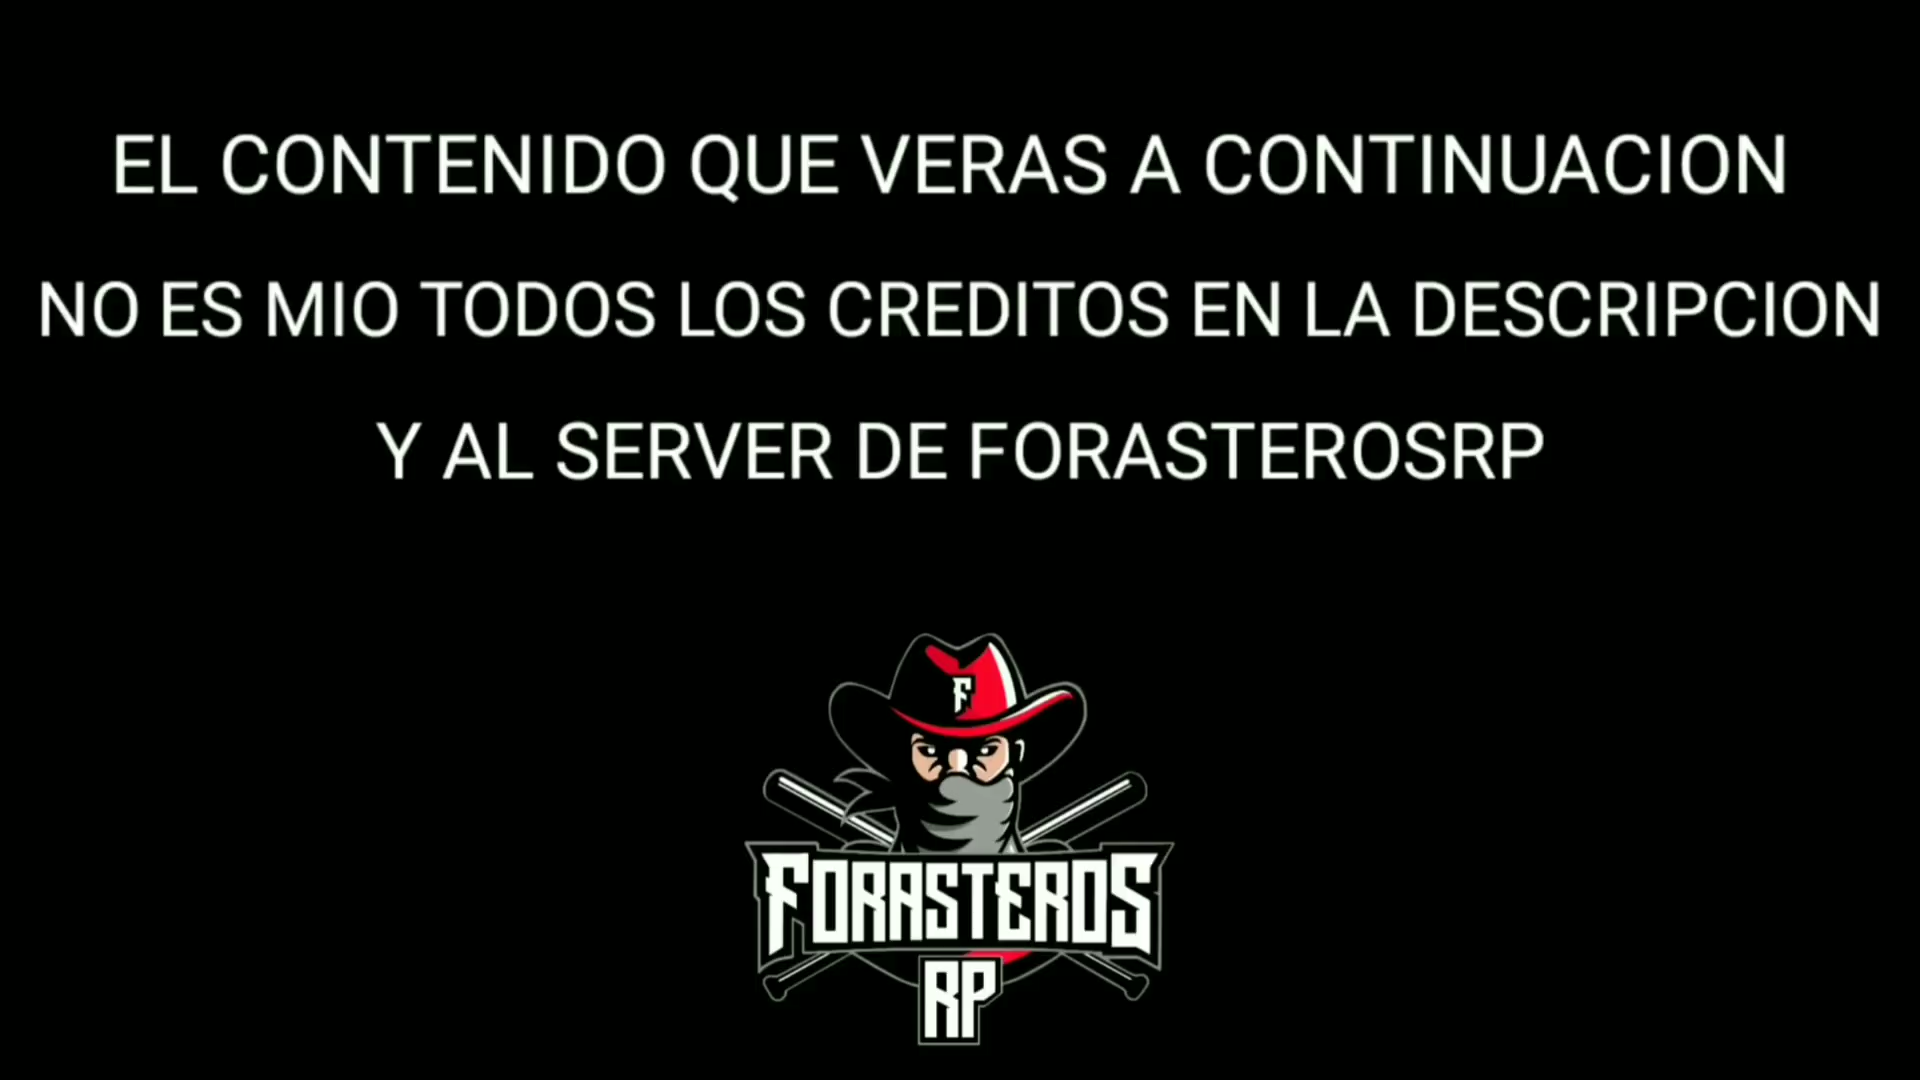 EL CONTENIDO QUE VERAS A CONTINUACION
NO ES MIO TODOS LOS CREDITOS EN LA DESCRIPCION
Y AL SERVER DE FORASTEROSRP
F
FORASTEROS
RP